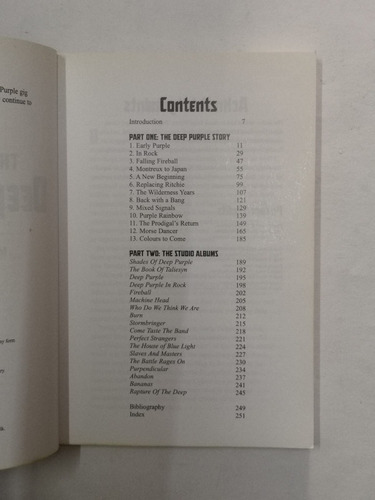 Purple gig
continue to
Contents
Introduction 7
PART ONE: THE DEEP PURPLE STORY
1. Early Purple 11
2. In Rock 29
3. Falling Fireball 47
4. Montreux to Japan 55
5. A New Beginning 75
6. Replacing Ritchie 99
7. The Wilderness Years 107
8. Back with a Bang 121
9. Mixed Signals 129
10. Purple Rainbow 139
11. The Prodigal's Return 149
12. Morse Dancer 165
13. Colours to Come 185
PART TWO: THE STUDIO ALBUMS
Shades Of Deep Purple 189
The Book Of Taliesyn 192
Deep Purple 195
Deep Purple In Rock 198
Fireball 202
Machine Head 205
Who Do We Think We Are 208
Burn 212
Stormbringer 215
Come Taste The Band 218
Perfect Strangers 221
The House of Blue Light 224
Slaves And Masters 227
The Battle Rages On 230
Purpendicular 234
Abandon 237
Bananas 241
Rapture Of The Deep 245
Bibliography 249
Index 251